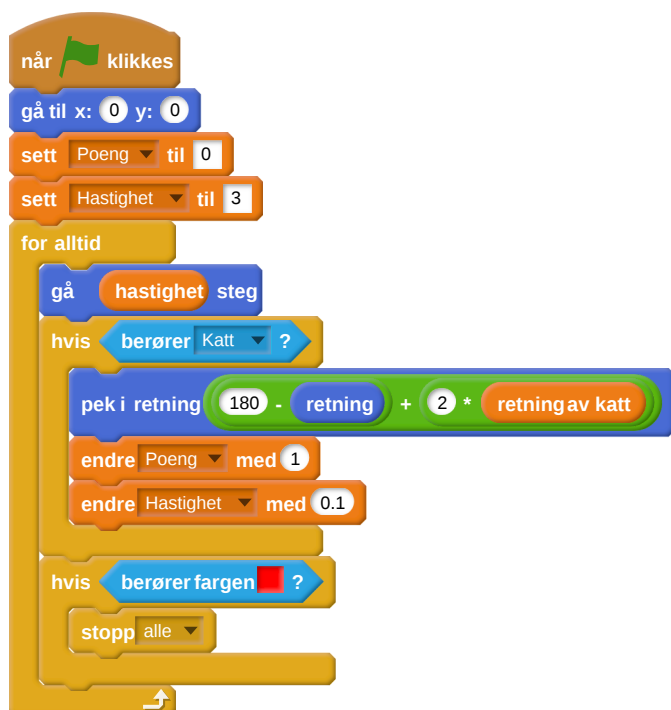 når klikkes
gå til x: 0 y: 0
sett Poeng til 0
sett Hastighet til 3
for alltid
gå hastighet steg
hvis berører Katt ?
pek i retning 180 - retning + 2 * retning av katt
endre Poeng med 1
endre Hastighet med 0.1
hvis berører fargen ?
stopp alle